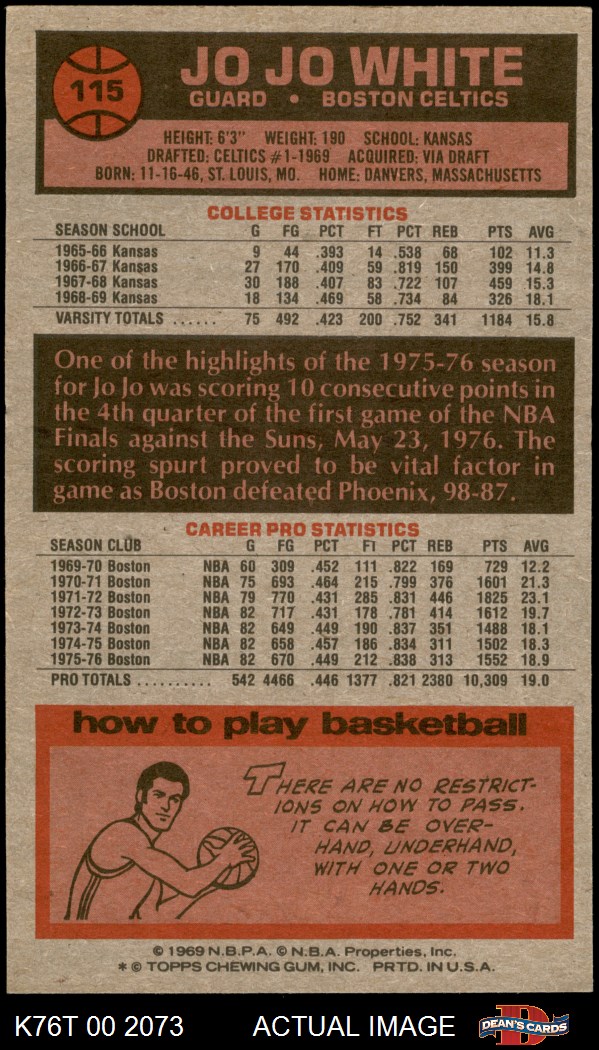 115
JO JO WHITE
GUARD • BOSTON CELTICS
HEIGHT: 6'3" WEIGHT: 190 SCHOOL: KANSAS
DRAFTED: CELTICS #1-1969 ACQUIRED: VIA DRAFT
BORN: 11-16-46, ST. LOUIS, MO. HOME: DANVERS, MASSACHUSETTS
COLLEGE STATISTICS
SEASON SCHOOL G FG PCT FT PCT REB PTS AVG
1965-66 Kansas 9 44 .393 14 .538 68 102 11.3
1966-67 Kansas 27 170 .409 59 .819 150 399 14.8
1967-68 Kansas 30 188 .407 83 .722 107 459 15.3
1968-69 Kansas 18 134 .469 58 .734 84 326 18.1
VARSITY TOTALS ...... 75 492 .423 200 .752 341 1184 15.8
One of the highlights of the 1975-76 season
for Jo Jo was scoring 10 consecutive points in
the 4th quarter of the first game of the NBA
Finals against the Suns, May 23, 1976. The
scoring spurt proved to be vital factor in
game as Boston defeated Phoenix, 98-87.
CAREER PRO STATISTICS
SEASON CLUB G FG PCT FT PCT REB PTS AVG
1969-70 Boston NBA 60 309 .452 111 .822 169 729 12.2
1970-71 Boston NBA 75 693 .464 215 .799 376 1601 21.3
1971-72 Boston NBA 79 770 .431 285 .831 446 1825 23.1
1972-73 Boston NBA 82 717 .431 178 .781 414 1612 19.7
1973-74 Boston NBA 82 649 .449 190 .837 351 1488 18.1
1974-75 Boston NBA 82 658 .457 186 .834 311 1502 18.3
1975-76 Boston NBA 82 670 .449 212 .838 313 1552 18.9
PRO TOTALS .......... 542 4466 .446 1377 .821 2380 10,309 19.0
how to play basketball
THERE ARE NO RESTRICT-
IONS ON HOW TO PASS.
IT CAN BE OVER-
HAND, UNDERHAND,
WITH ONE OR TWO
HANDS.
© 1969 N.B.P.A. © N.B.A. Properties, Inc.
* © TOPPS CHEWING GUM, INC. PRTD. IN U.S.A.
K76T 00 2073 ACTUAL IMAGE D DEAN'S CARDS